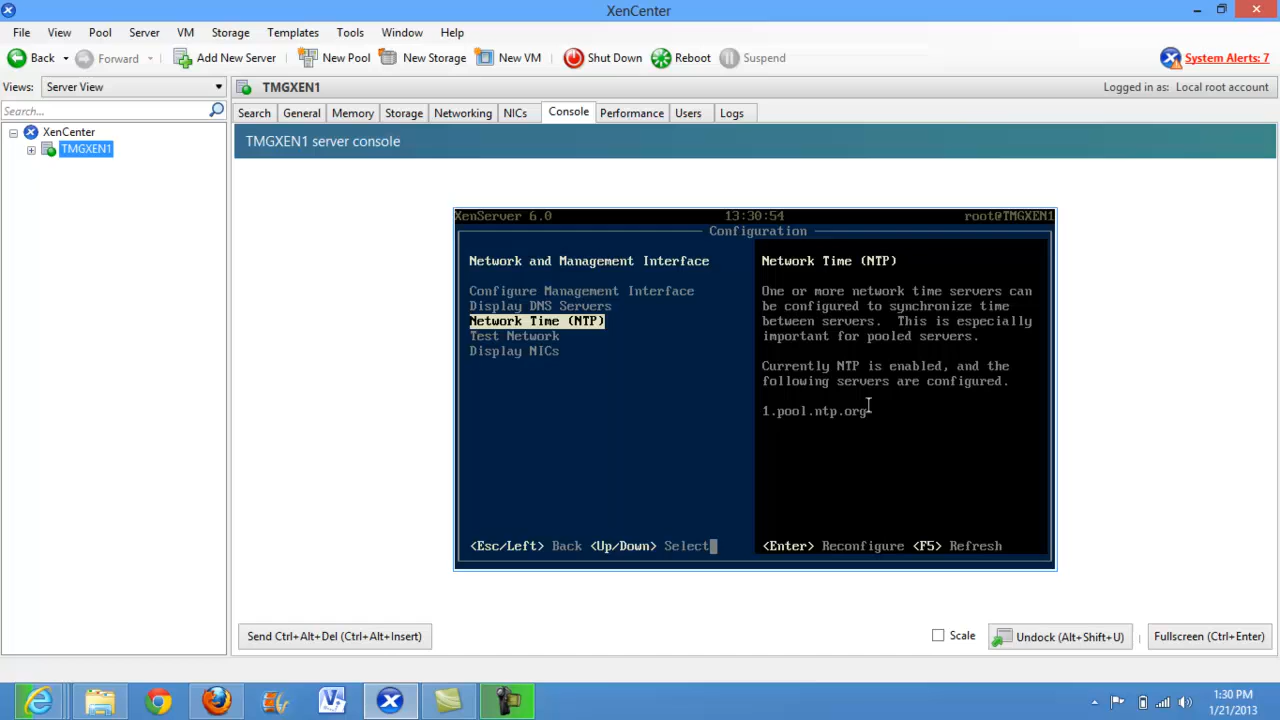 XenCenter
File View Pool Server VM Storage Templates Tools Window Help
Back Forward Add New Server New Pool New Storage New VM Shut Down Reboot Suspend System Alerts: 7
Views: Server View TMGXEN1 Logged in as: Local root account
Search... Search General Memory Storage Networking NICs Console Performance Users Logs
XenCenter
TMGXEN1
TMGXEN1 server console
XenServer 6.0 13:30:54 root@TMGXEN1
Configuration
Network and Management Interface
Configure Management Interface
Display DNS Servers
Network Time (NTP)
Test Network
Display NICs
<Esc/Left> Back <Up/Down> Select
Network Time (NTP)
One or more network time servers can
be configured to synchronize time
between servers. This is especially
important for pooled servers.
Currently NTP is enabled, and the
following servers are configured.
1.pool.ntp.org
<Enter> Reconfigure <F5> Refresh
Send Ctrl+Alt+Del (Ctrl+Alt+Insert) Scale Undock (Alt+Shift+U) Fullscreen (Ctrl+Enter)
1:30 PM
1/21/2013